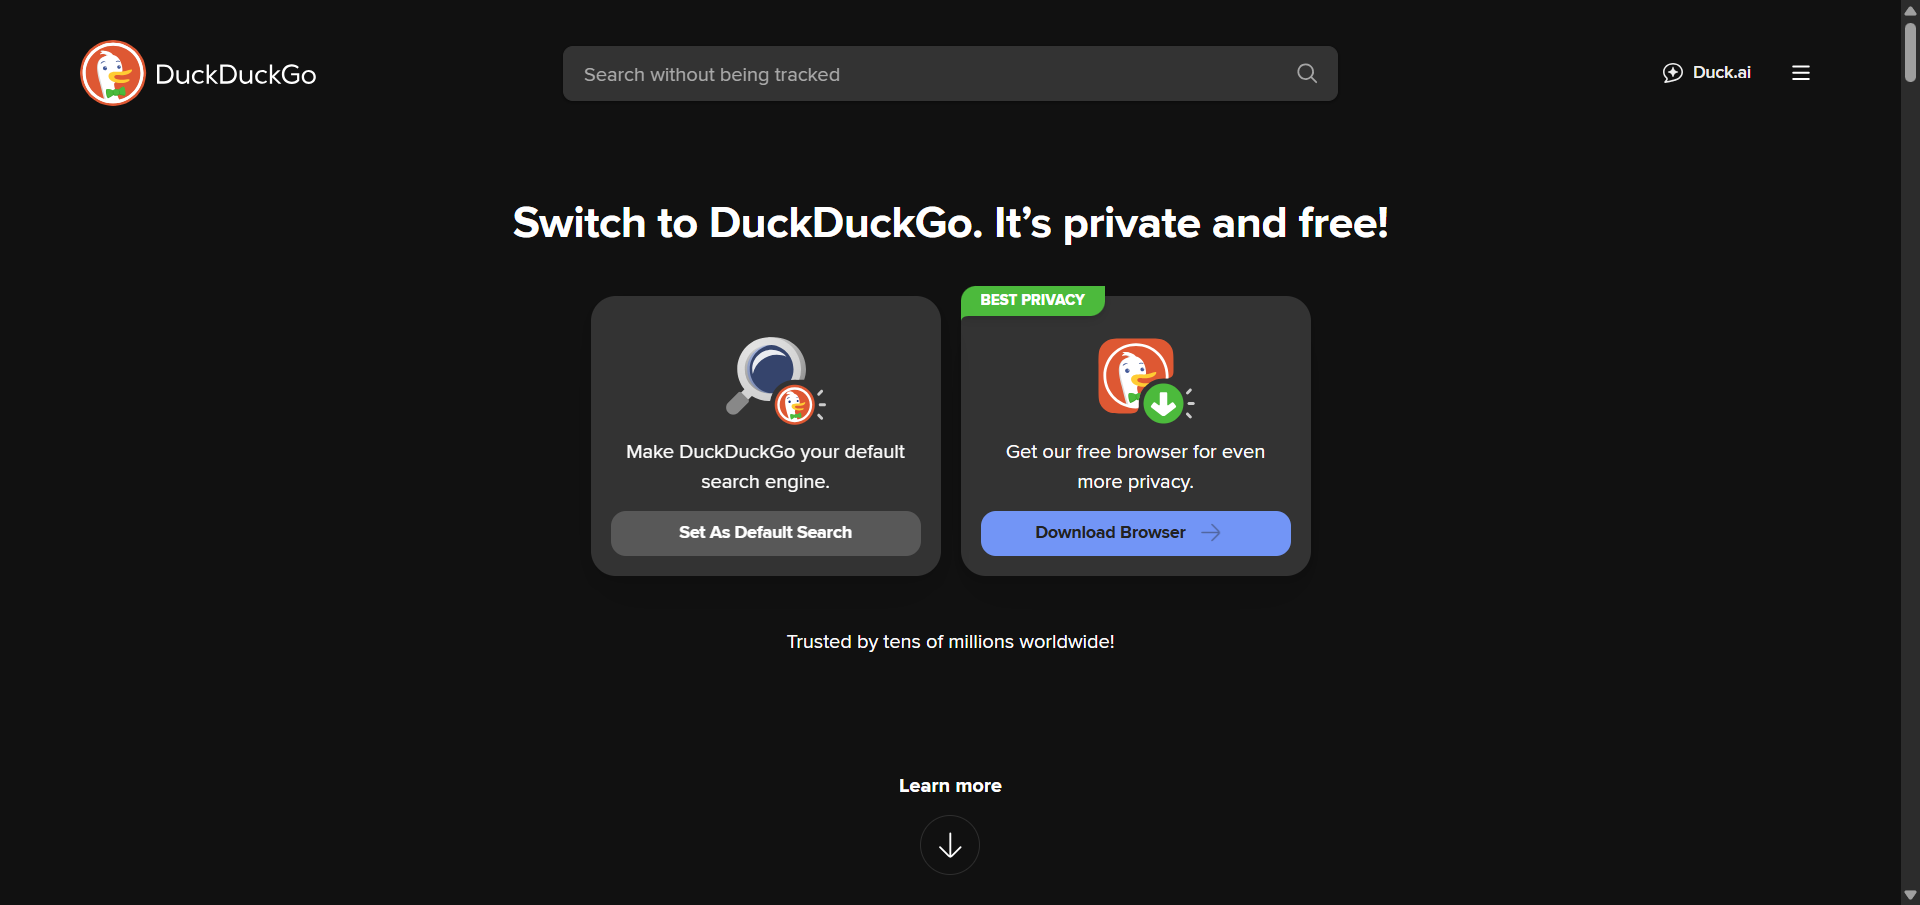 DuckDuckGo
Search without being tracked
Duck.ai
Switch to DuckDuckGo. It’s private and free!
Make DuckDuckGo your default
search engine.
Set As Default Search
BEST PRIVACY
Get our free browser for even
more privacy.
Download Browser
Trusted by tens of millions worldwide!
Learn more